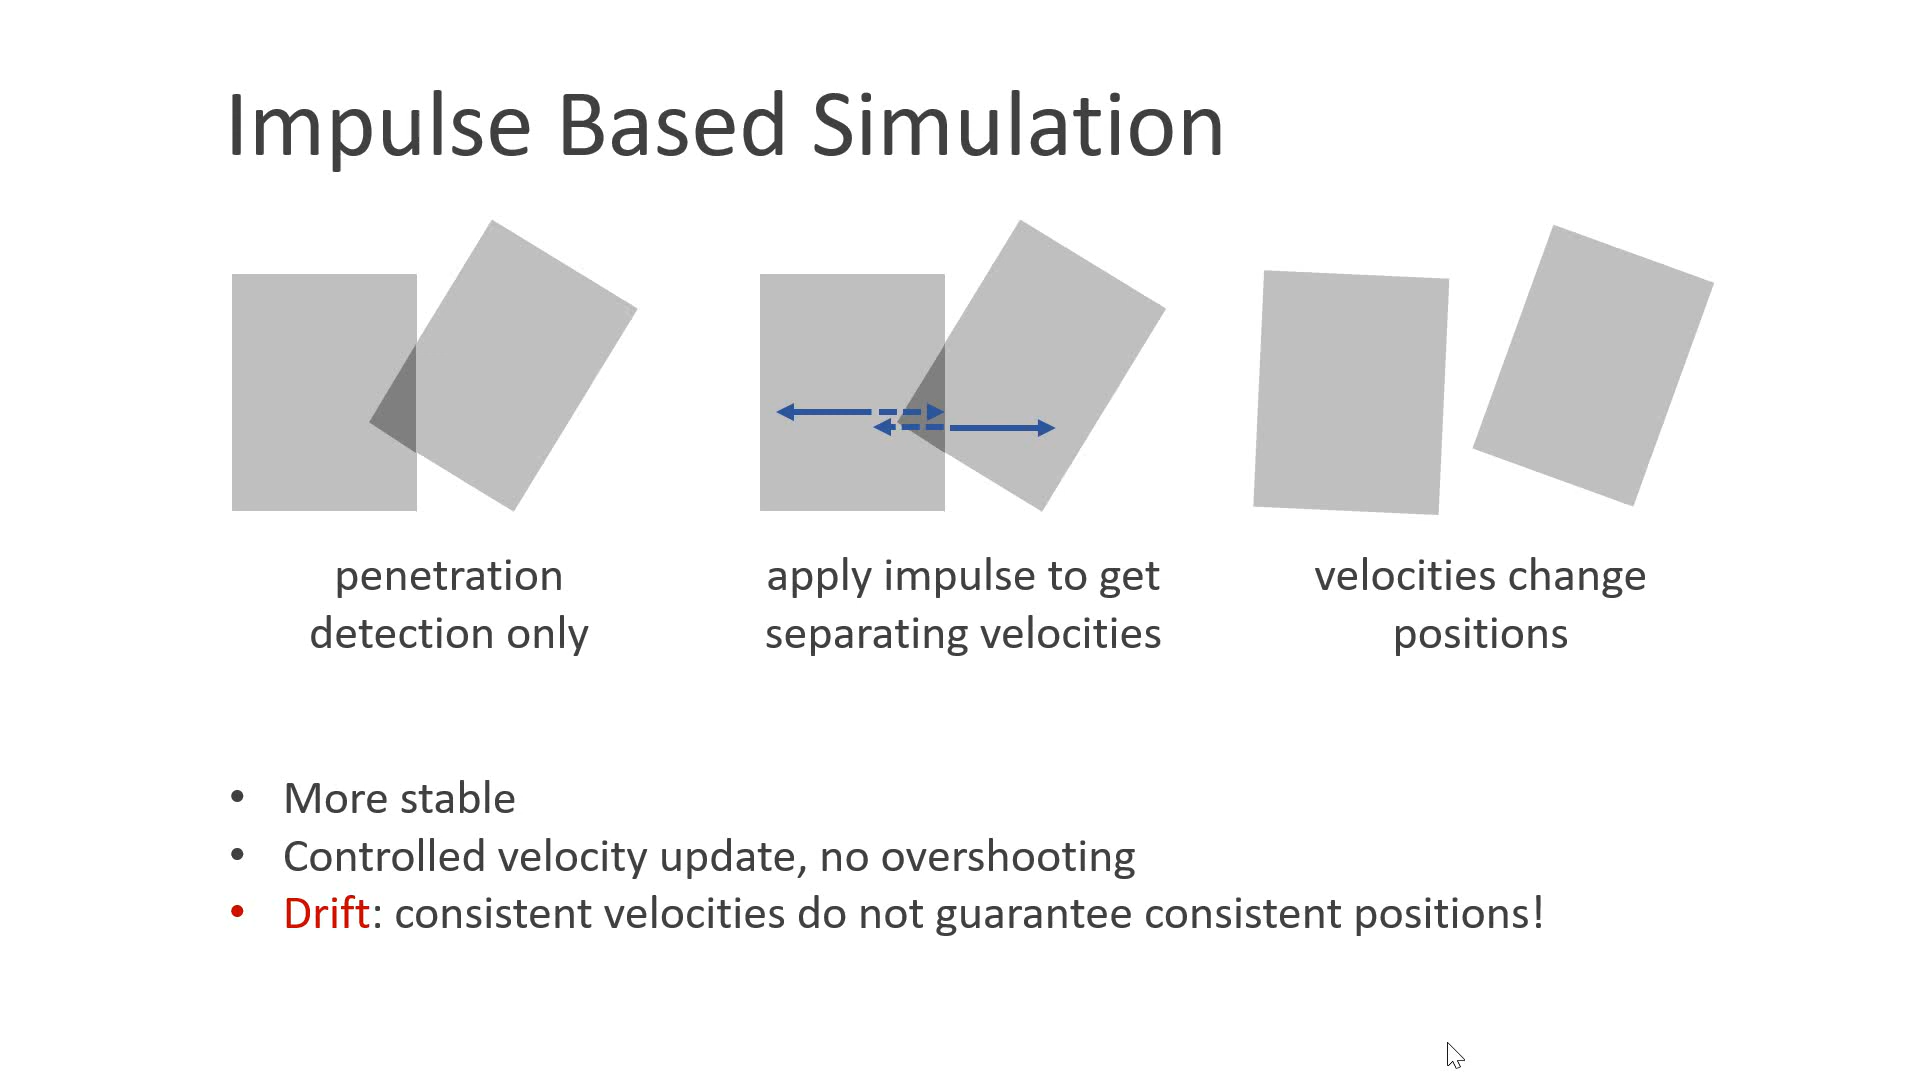 Impulse Based Simulation
penetration
detection only
apply impulse to get
separating velocities
velocities change
positions
• More stable
• Controlled velocity update, no overshooting
• Drift: consistent velocities do not guarantee consistent positions!